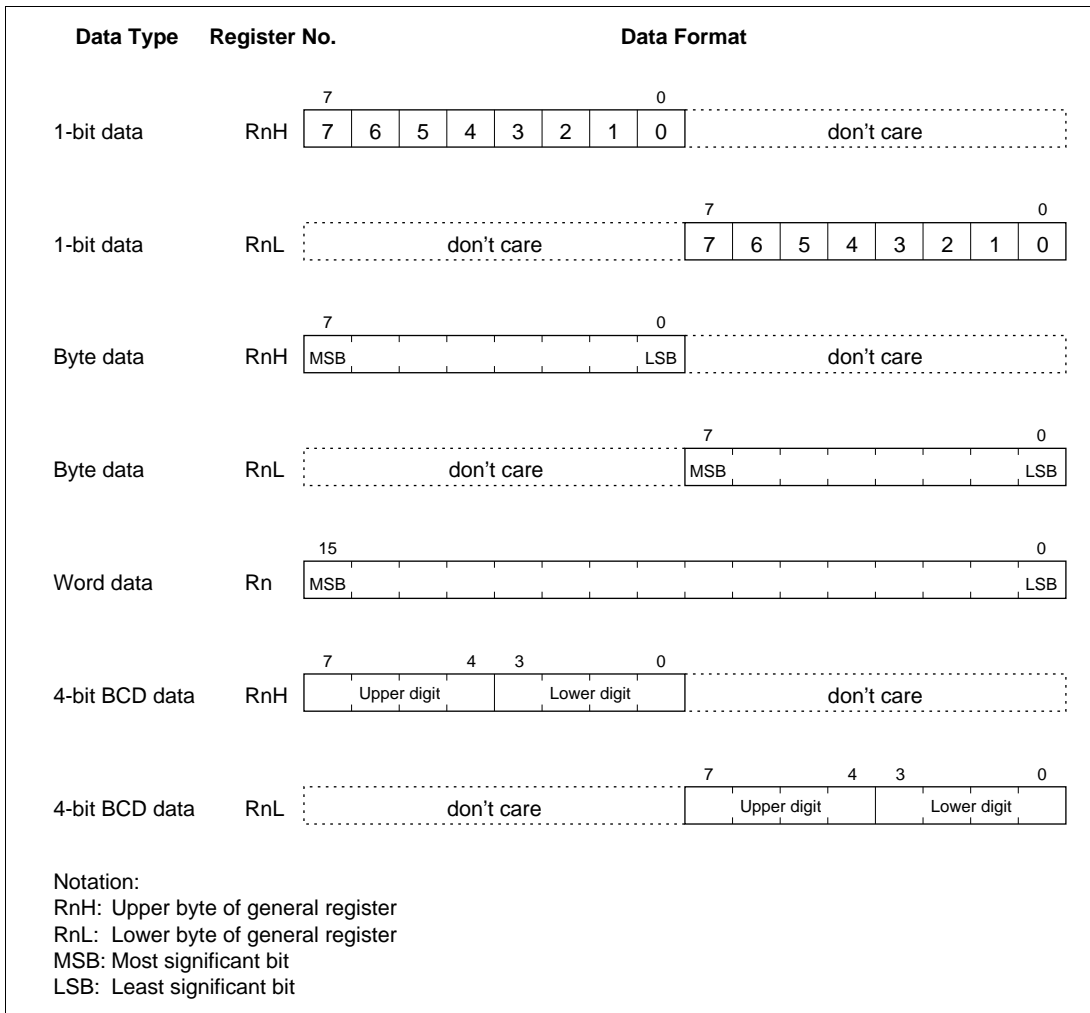 Data Type Register No. Data Format
7 0
1-bit data RnH 7 6 5 4 3 2 1 0 don't care
7 0
1-bit data RnL don't care 7 6 5 4 3 2 1 0
7 0
Byte data RnH MSB LSB don't care
7 0
Byte data RnL don't care MSB LSB
15 0
Word data Rn MSB LSB
7 4 3 0
4-bit BCD data RnH Upper digit Lower digit don't care
7 4 3 0
4-bit BCD data RnL don't care Upper digit Lower digit
Notation:
RnH: Upper byte of general register
RnL: Lower byte of general register
MSB: Most significant bit
LSB: Least significant bit